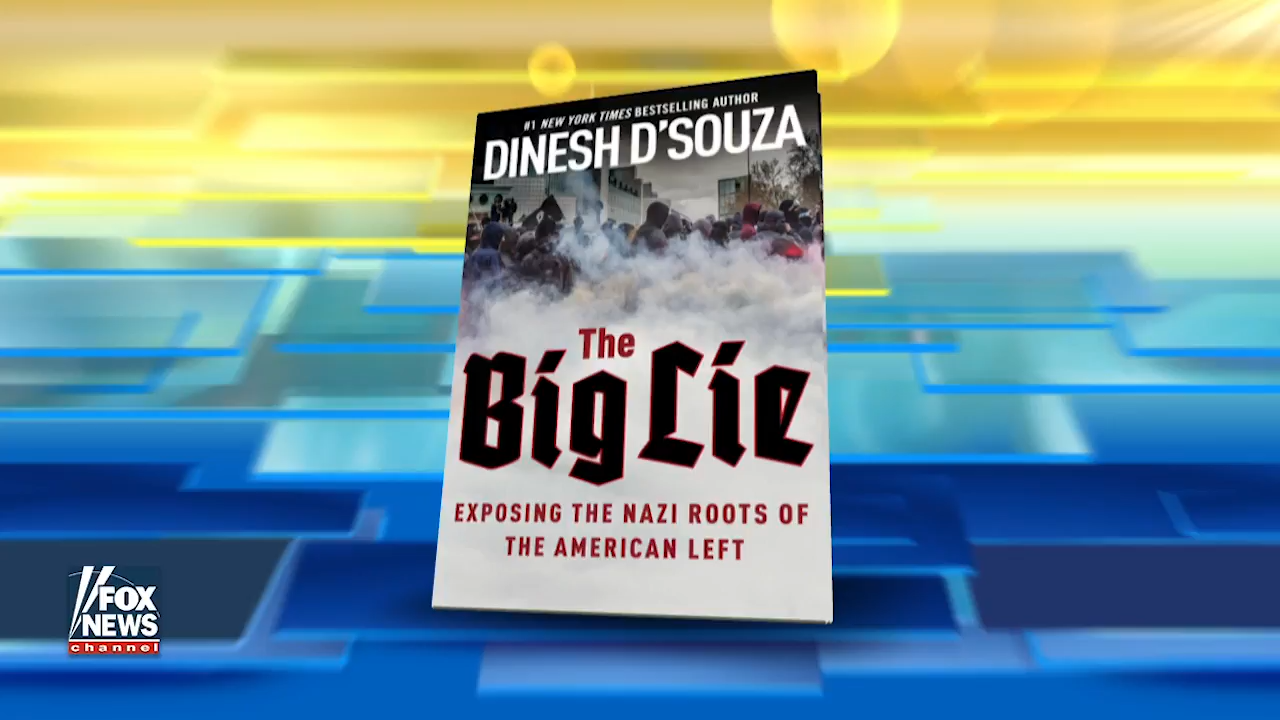 #1 NEW YORK TIMES BESTSELLING AUTHOR
DINESH D'SOUZA
The
Big Lie
EXPOSING THE NAZI ROOTS OF
THE AMERICAN LEFT
FOX
NEWS
channel